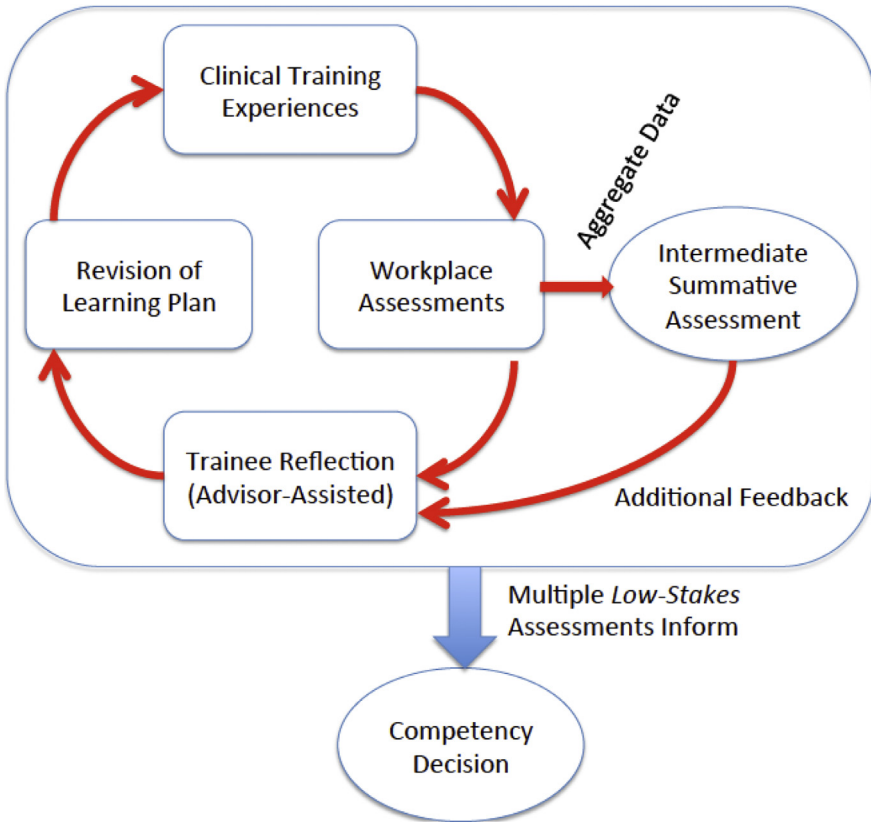 Clinical Training
Experiences
Aggregate Data
Revision of
Learning Plan
Workplace
Assessments
Intermediate
Summative
Assessment
Trainee Reflection
(Advisor-Assisted)
Additional Feedback
Multiple Low-Stakes
Assessments Inform
Competency
Decision